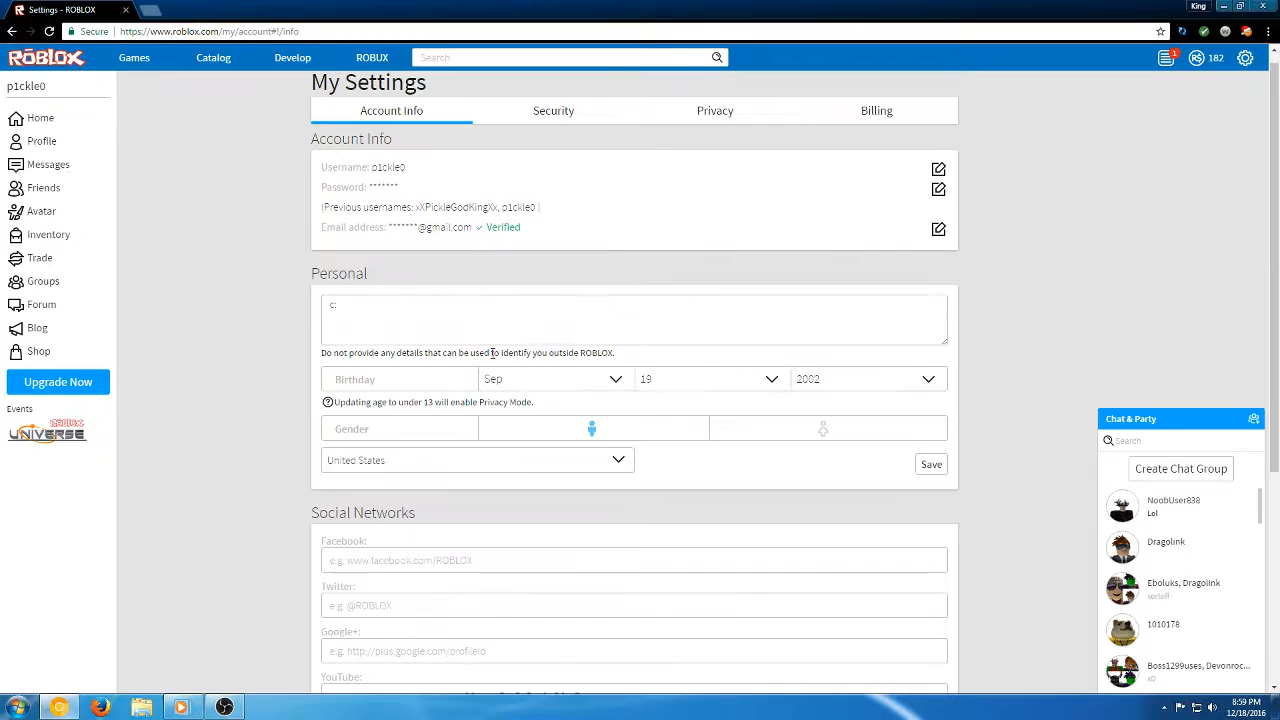 Settings - ROBLOX
King
Secure https://www.roblox.com/my/account#!/info
ROBLOX Games Catalog Develop ROBUX Search 1 182
p1ckle0
Home
Profile
Messages
Friends
Avatar
Inventory
Trade
Groups
Forum
Blog
Shop
Upgrade Now
Events
ROBLOX
UNIVERSE
My Settings
Account Info Security Privacy Billing
Account Info
Username: p1ckle0
Password: *******
(Previous usernames: xXPickleGodKingXx, p1ckle0 )
Email address: *******@gmail.com ✓ Verified
Personal
c:
Do not provide any details that can be used to identify you outside ROBLOX.
Birthday Sep 19 2002
Updating age to under 13 will enable Privacy Mode.
Gender
United States
Save
Social Networks
Facebook:
e.g. www.facebook.com/ROBLOX
Twitter:
e.g. @ROBLOX
Google+:
e.g. http://plus.google.com/profileid
YouTube:
Chat & Party
Search
Create Chat Group
NoobUser838
Lol
Dragolink
Eboluks, Dragolink
sortoff
1010178
Boss1299uses, Devonroc...
xD
8:59 PM
12/18/2016